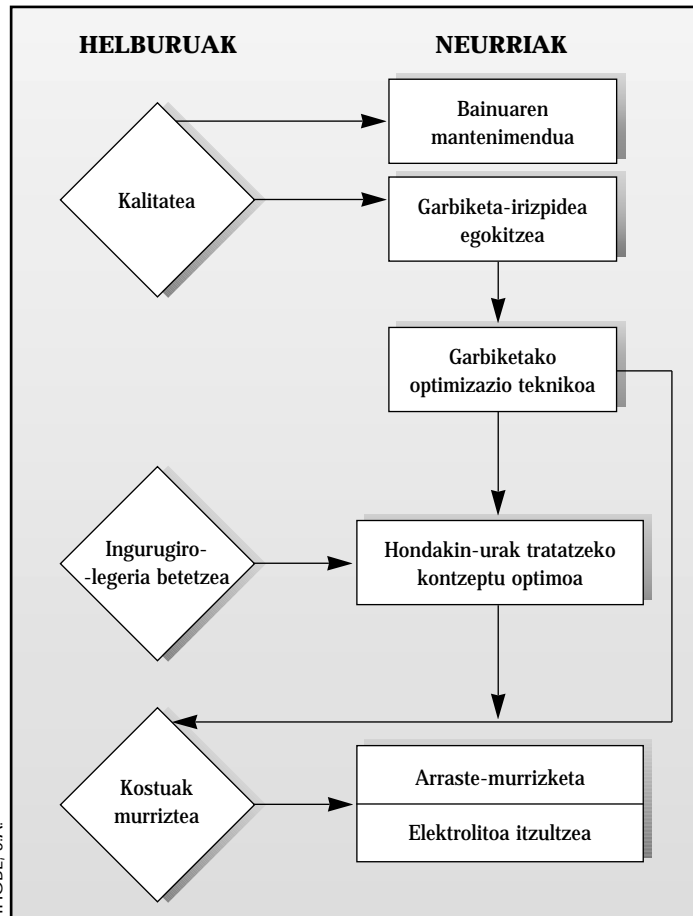 HELBURUAK
NEURRIAK
Bainuaren
mantenimendua
Kalitatea
Garbiketa-irizpidea
egokitzea
Garbiketako
optimizazio teknikoa
Ingurugiro-
-legeria betetzea
Hondakin-urak tratatzeko
kontzeptu optimoa
Kostuak
murriztea
Arraste-murrizketa
Elektrolitoa itzultzea